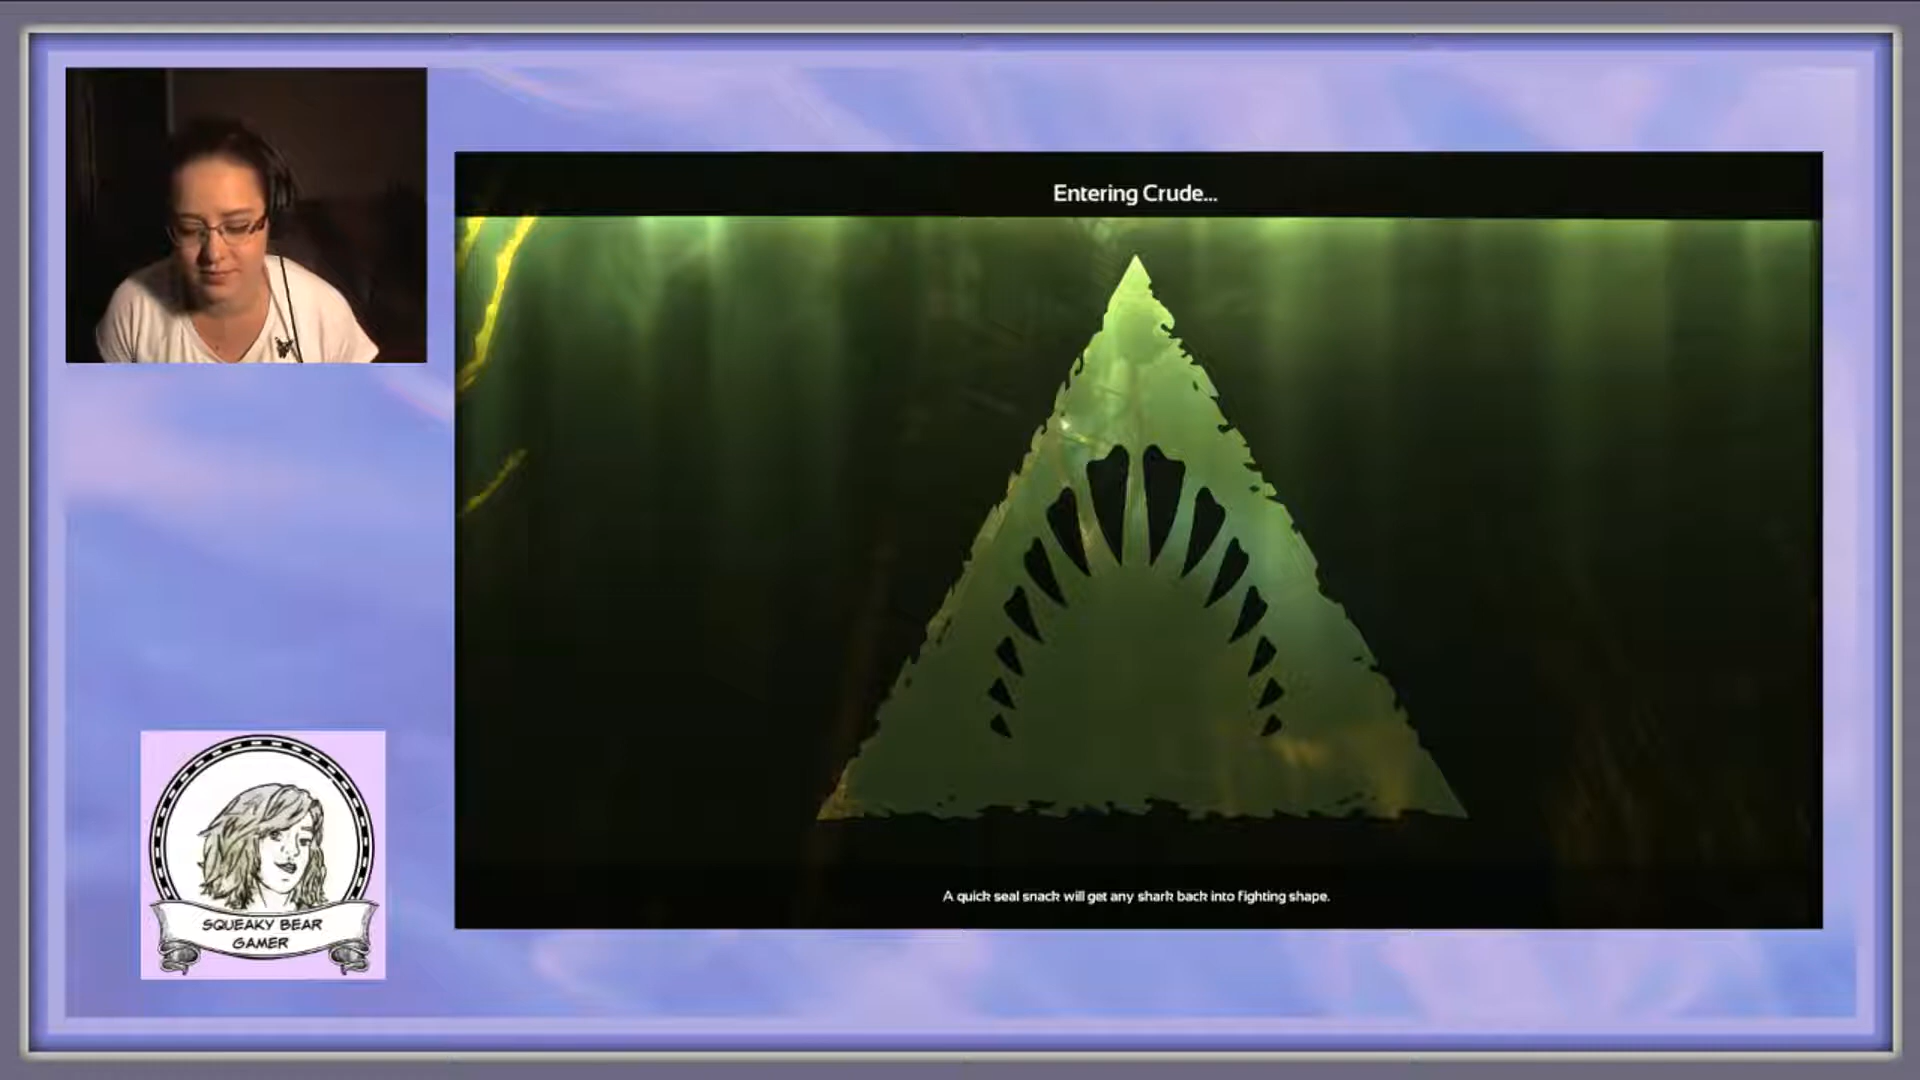 Entering Crude...
SQUEAKY BEAR
GAMER
A quick seal snack will get any shark back into fighting shape.